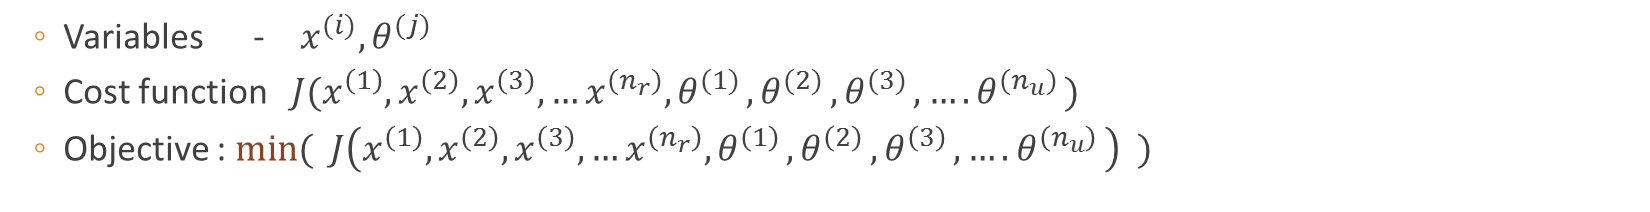 ◦ Variables - x^(i), θ^(j)
◦ Cost function J(x^(1), x^(2), x^(3), … x^(n_r), θ^(1), θ^(2), θ^(3), …. θ^(n_u))
◦ Objective : min( J(x^(1), x^(2), x^(3), … x^(n_r), θ^(1), θ^(2), θ^(3), …. θ^(n_u)) )